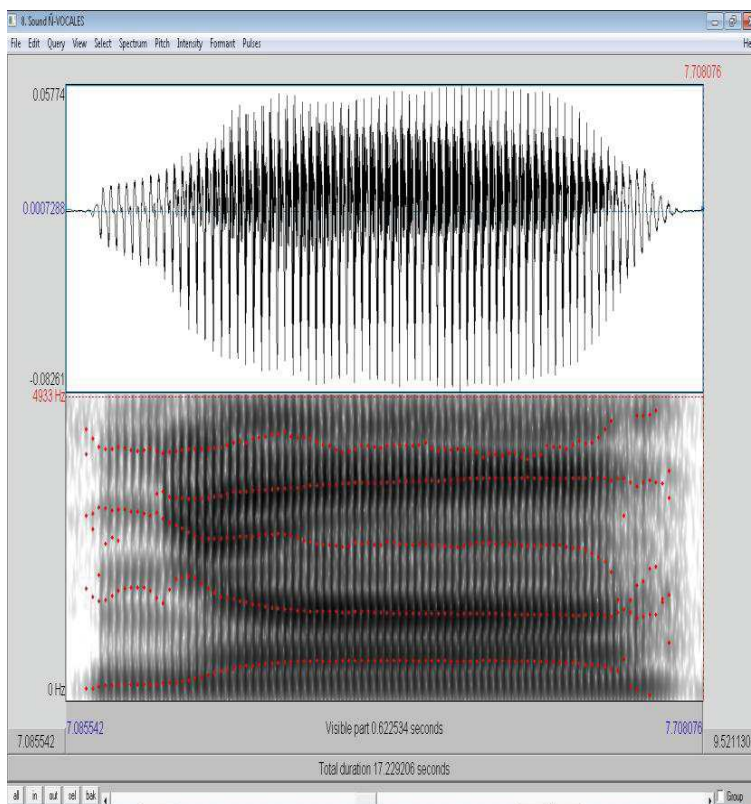 8. Sound Ñ-VOCALES
File Edit Query View Select Spectrum Pitch Intensity Formant Pulses He
7.708076
0.05774
0.0007288
-0.08261
4933 Hz
0 Hz
7.085542 Visible part 0.622534 seconds 7.708076
7.085542 9.521130
Total duration 17.229206 seconds
all in out sel bak Group